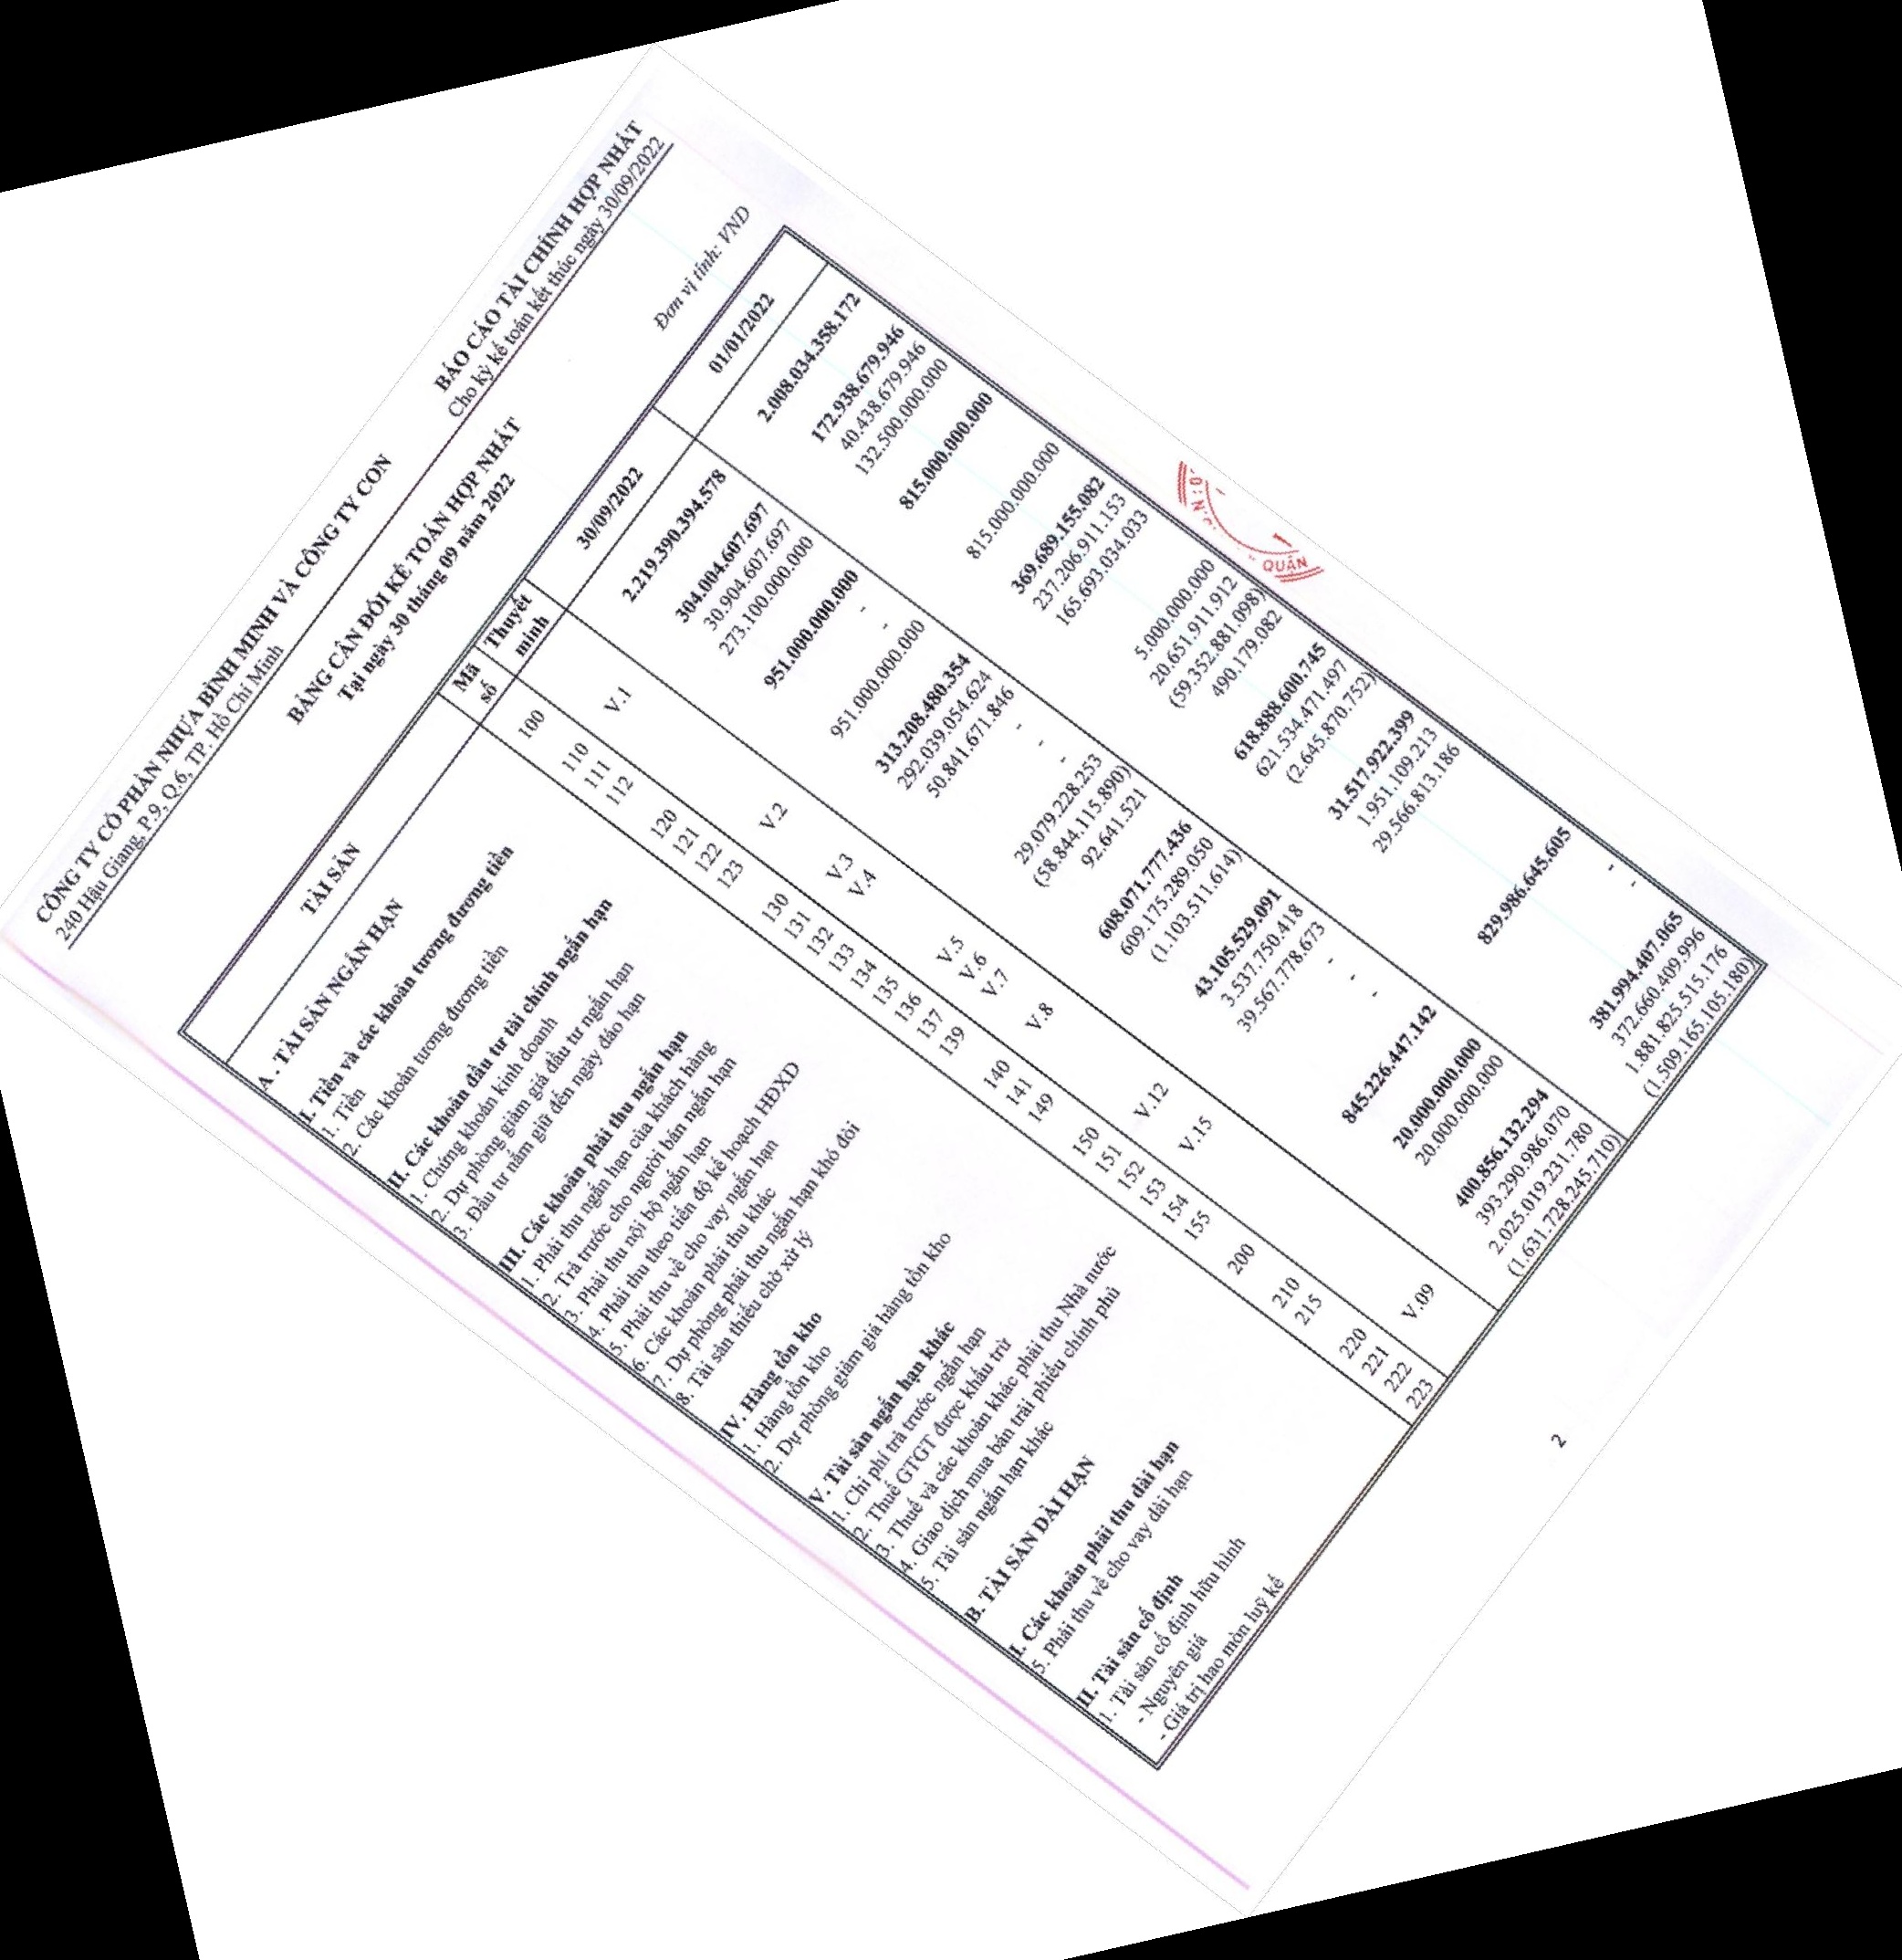 CÔNG TY CỔ PHẦN NHỰA BÌNH MINH VÀ CÔNG TY CON BÁO CÁO TÀI CHÍNH HỢP NHẤT
240 Hậu Giang, P.9, Q.6, TP. Hồ Chí Minh Cho kỳ kế toán kết thúc ngày 30/09/2022
BẢNG CÂN ĐỐI KẾ TOÁN HỢP NHẤT
Tại ngày 30 tháng 09 năm 2022
Đơn vị tính: VND
TÀI SẢN Mã số Thuyết minh 30/09/2022 01/01/2022
A . TÀI SẢN NGẮN HẠN 100 2.219.390.394.578 2.008.034.358.172
I. Tiền và các khoản tương đương tiền 110 V.1 304.004.607.697 172.938.679.946
1. Tiền 111 30.904.607.697 40.438.679.946
2. Các khoản tương đương tiền 112 273.100.000.000 132.500.000.000
II. Các khoản đầu tư tài chính ngắn hạn 120 951.000.000.000 815.000.000.000
1. Chứng khoán kinh doanh 121 -
2. Dự phòng giảm giá đầu tư ngắn hạn 122 -
3. Đầu tư nắm giữ đến ngày đáo hạn 123 V.2 951.000.000.000 815.000.000.000
III. Các khoản phải thu ngắn hạn 130 313.208.480.354 369.689.155.082
1. Phải thu ngắn hạn của khách hàng 131 V.3 292.039.054.624 237.206.911.153
2. Trả trước cho người bán ngắn hạn 132 V.4 50.841.671.846 165.693.034.033
3. Phải thu nội bộ ngắn hạn 133 -
4. Phải thu theo tiến độ kế hoạch HĐXD 134 -
5. Phải thu về cho vay ngắn hạn 135 - 5.000.000.000
6. Các khoản phải thu khác 136 V.5 29.079.228.253 20.651.911.912
7. Dự phòng phải thu ngắn hạn khó đòi 137 V.6 (58.844.115.890) (59.352.881.098)
8. Tài sản thiếu chờ xử lý 139 V.7 92.641.521 490.179.082
IV. Hàng tồn kho 140 V.8 608.071.777.436 618.888.600.745
1. Hàng tồn kho 141 609.175.289.050 621.534.471.497
2. Dự phòng giảm giá hàng tồn kho 149 (1.103.511.614) (2.645.870.752)
V. Tài sản ngắn hạn khác 150 43.105.529.091 31.517.922.399
1. Chi phí trả trước ngắn hạn 151 V.12 3.537.750.418 1.951.109.213
2. Thuế GTGT được khấu trừ 152 39.567.778.673 29.566.813.186
3. Thuế và các khoản khác phải thu Nhà nước 153 V.15 -
4. Giao dịch mua bán trái phiếu chính phủ 154 -
5. Tài sản ngắn hạn khác 155 -
B. TÀI SẢN DÀI HẠN 200 845.226.447.142 829.986.645.605
I. Các khoản phải thu dài hạn 210 20.000.000.000 -
5. Phải thu về cho vay dài hạn 215 20.000.000.000 -
II. Tài sản cố định 220 400.856.132.294 381.994.407.065
1. Tài sản cố định hữu hình 221 V.09 393.290.986.070 372.660.409.996
- Nguyên giá 222 2.025.019.231.780 1.881.825.515.176
- Giá trị hao mòn luỹ kế 223 (1.631.728.245.710) (1.509.165.105.180)
QUẬN
2